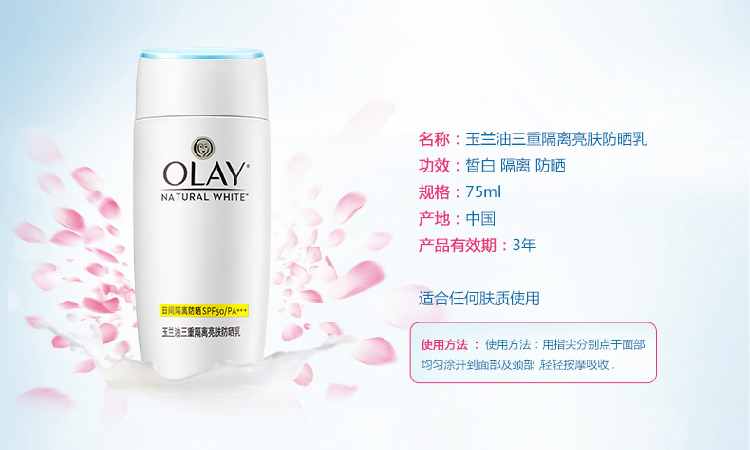 OLAY®
NATURAL WHITE™
日间隔离防晒SPF50/PA+++
玉兰油三重隔离亮肤防晒乳
名称：玉兰油三重隔离亮肤防晒乳
功效：皙白 隔离 防晒
规格：75ml
产地：中国
产品有效期：3年
适合任何肤质使用
使用方法 ： 使用方法：用指尖分别点于面部
均匀涂开到面部及颈部 ,轻轻按摩吸收 .